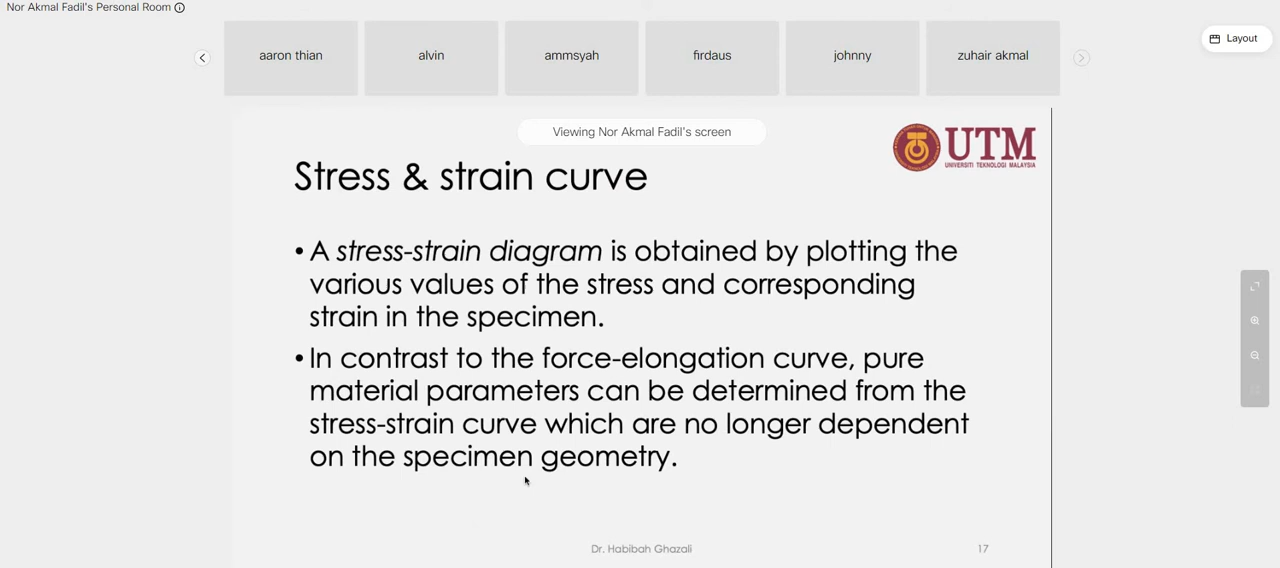 Nor Akmal Fadil's Personal Room
aaron thian
alvin
ammsyah
firdaus
johnny
zuhair akmal
Layout
Viewing Nor Akmal Fadil's screen
UTM
UNIVERSITI TEKNOLOGI MALAYSIA
Stress & strain curve
• A stress-strain diagram is obtained by plotting the
various values of the stress and corresponding
strain in the specimen.
• In contrast to the force-elongation curve, pure
material parameters can be determined from the
stress-strain curve which are no longer dependent
on the specimen geometry.
Dr. Habibah Ghazali
17